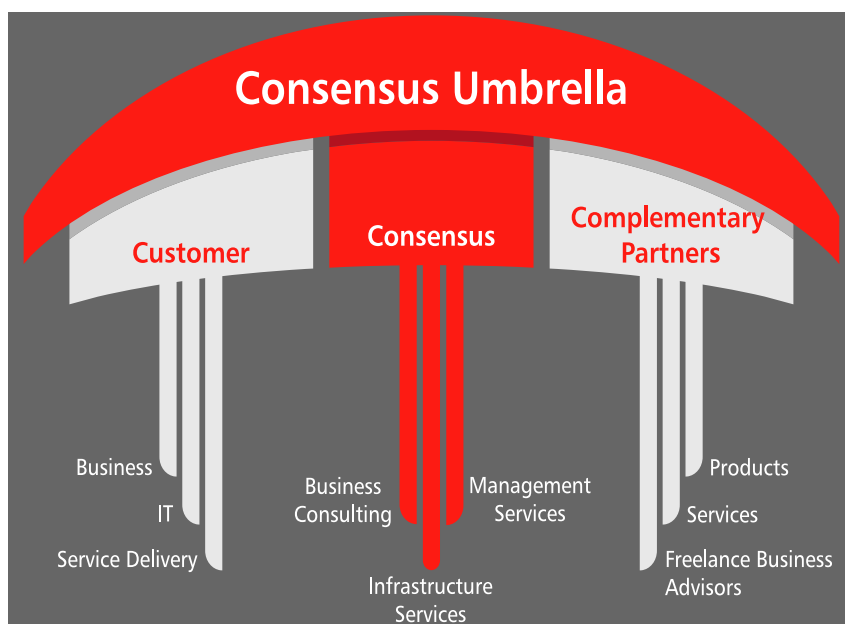 Consensus Umbrella
Customer
Consensus
Complementary
Partners
Business
IT
Service Delivery
Business
Consulting
Infrastructure
Services
Management
Services
Products
Services
Freelance Business
Advisors